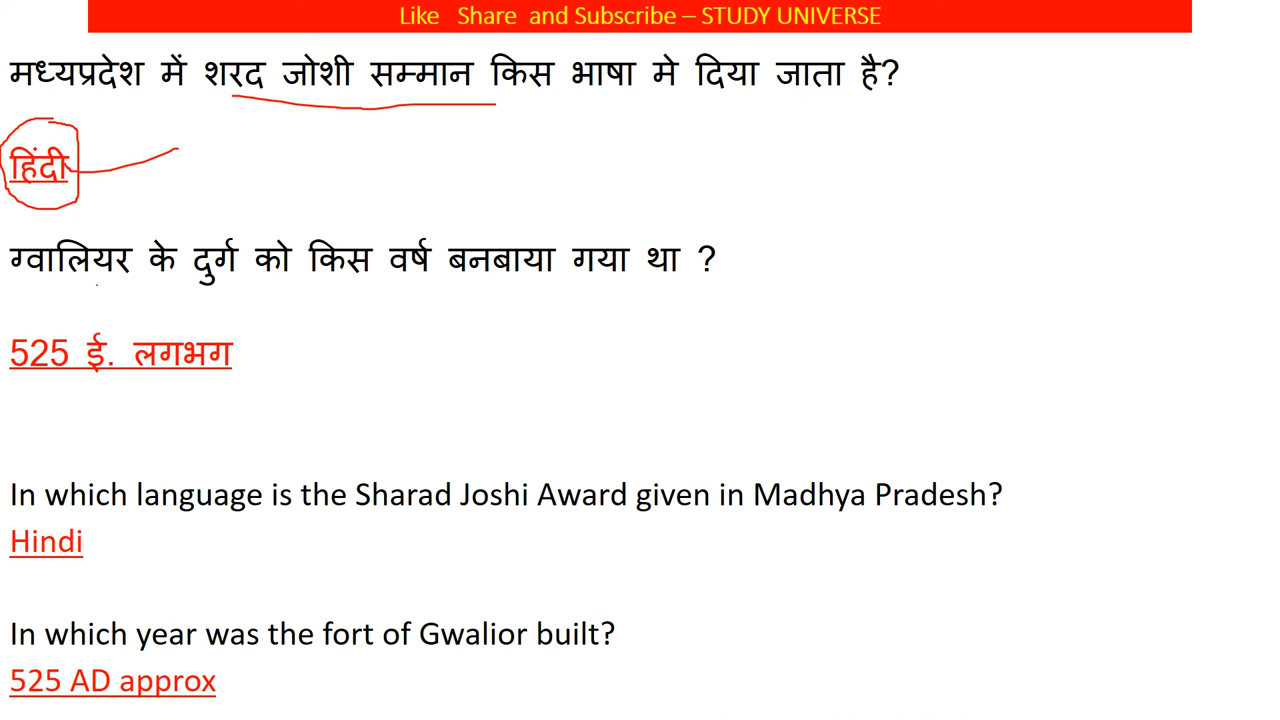 Like Share and Subscribe – STUDY UNIVERSE
मध्यप्रदेश में शरद जोशी सम्मान किस भाषा मे दिया जाता है?
हिंदी
ग्वालियर के दुर्ग को किस वर्ष बनबाया गया था ?
525 ई. लगभग
In which language is the Sharad Joshi Award given in Madhya Pradesh?
Hindi
In which year was the fort of Gwalior built?
525 AD approx